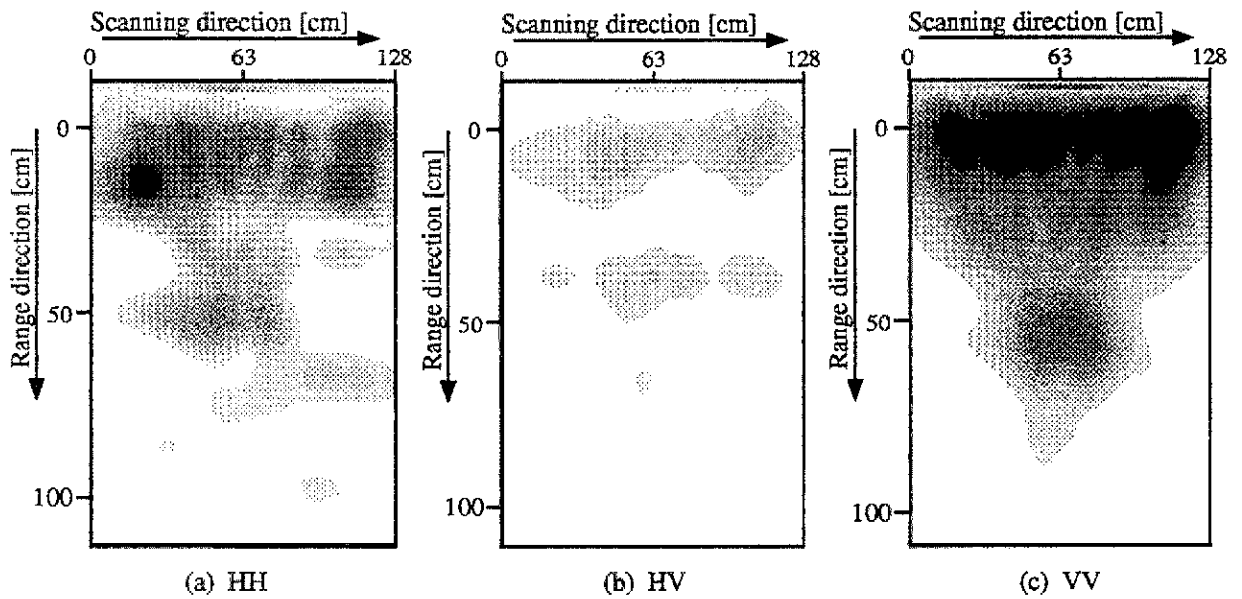 Scanning direction [cm]
0 63 128
Range direction [cm]
0
50
100
(a) HH
Scanning direction [cm]
0 63 128
Range direction [cm]
0
50
100
(b) HV
Scanning direction [cm]
0 63 128
Range direction [cm]
0
50
100
(c) VV